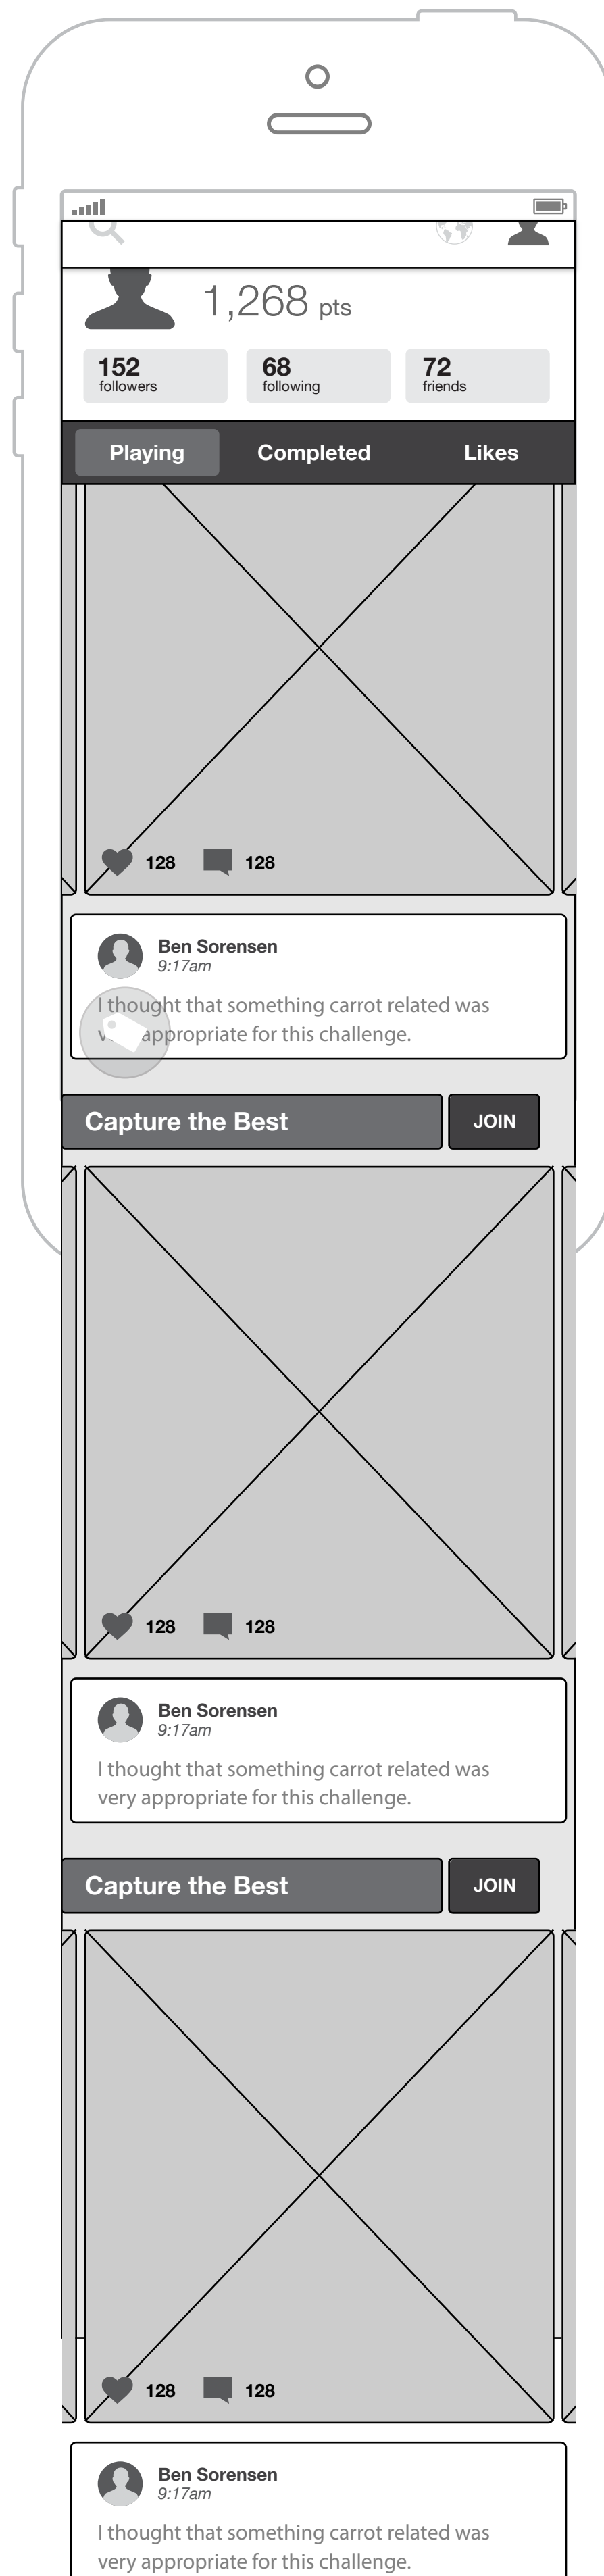 1,268 pts
152 68 72
followers following friends
Playing Completed Likes
128 128
Ben Sorensen
9:17am
I thought that something carrot related was
appropriate for this challenge.
Capture the Best JOIN
128 128
Ben Sorensen
9:17am
I thought that something carrot related was
very appropriate for this challenge.
Capture the Best JOIN
128 128
Ben Sorensen
9:17am
I thought that something carrot related was
very appropriate for this challenge.